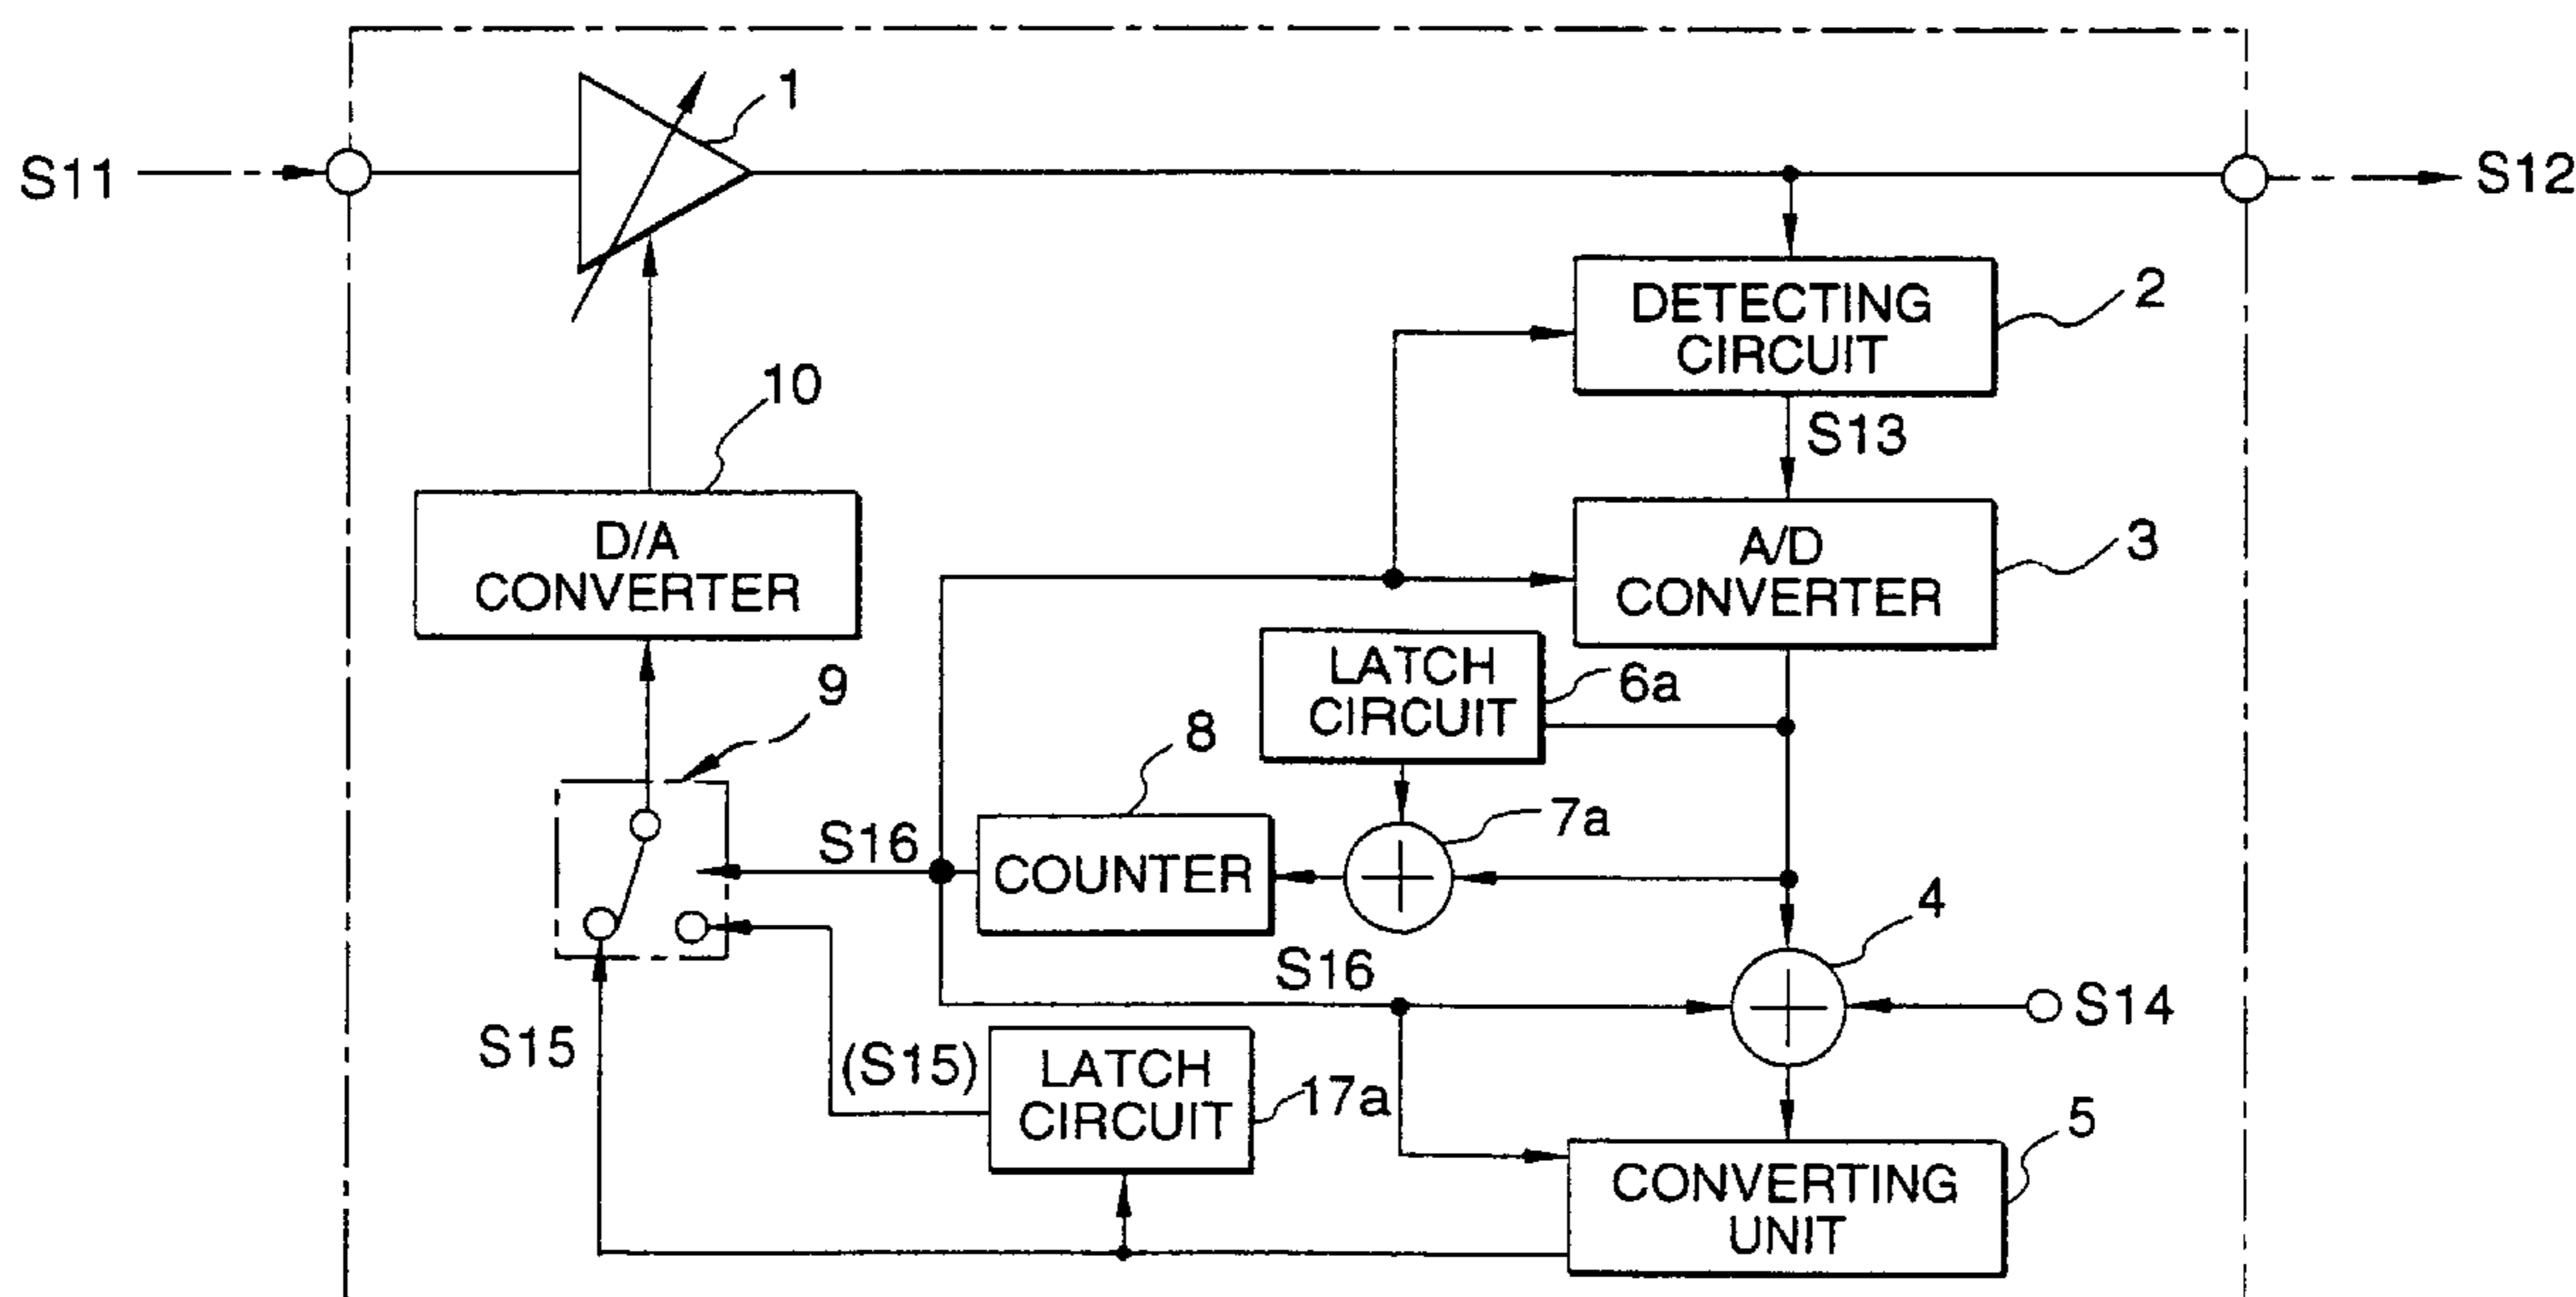 1
S11
S12
DETECTING
CIRCUIT
2
10
S13
D/A
CONVERTER
A/D
CONVERTER
3
LATCH
CIRCUIT
6a
9
8
7a
S16
COUNTER
4
S16
S14
S15
(S15)
LATCH
CIRCUIT
17a
5
CONVERTING
UNIT